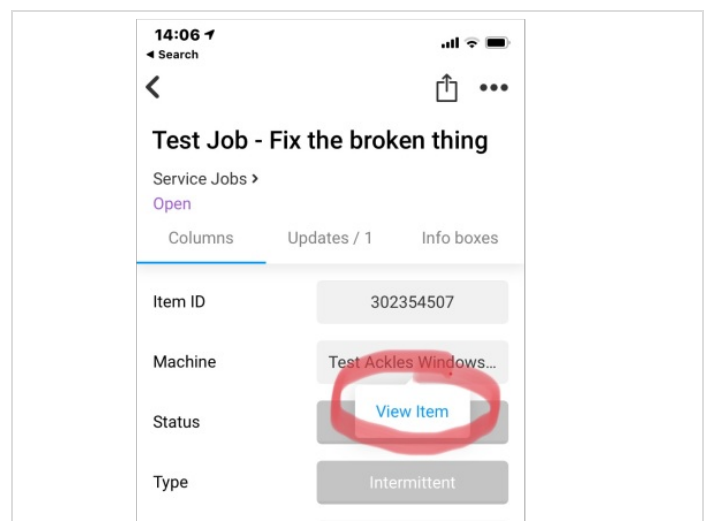 14:06
Search
Test Job - Fix the broken thing
Service Jobs >
Open
Columns Updates / 1 Info boxes
Item ID 302354507
Machine Test Ackles Windows...
View Item
Status
Type Intermittent